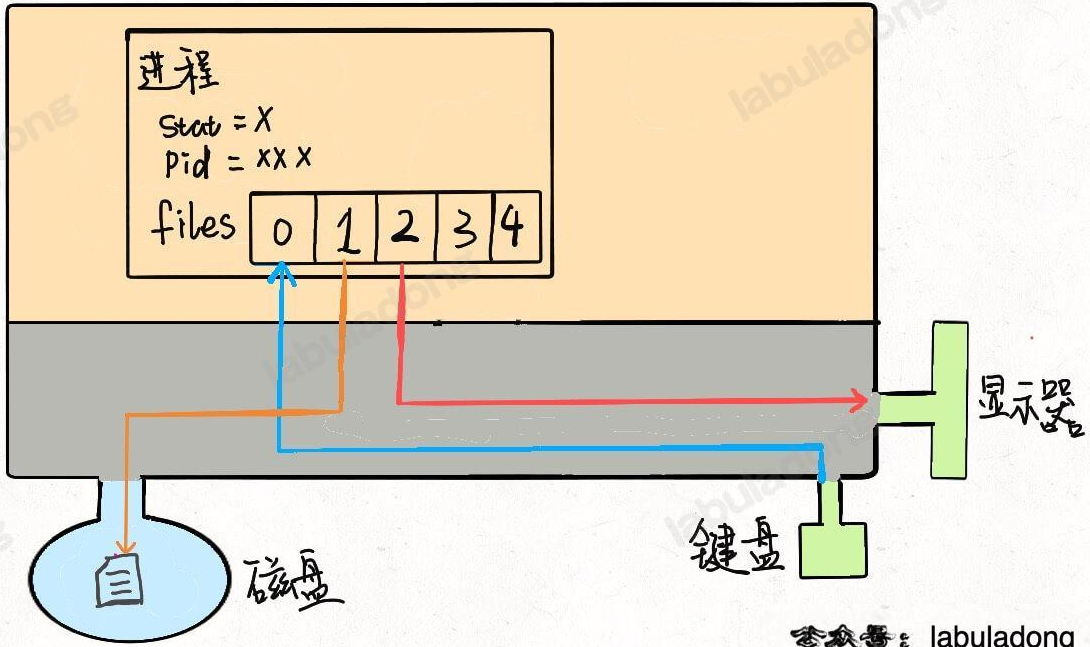 进程
Stat = X
Pid = XXX
files 0 1 2 3 4
显示器
键盘
磁盘
公众号：labuladong
labuladong
labuladong
labuladong